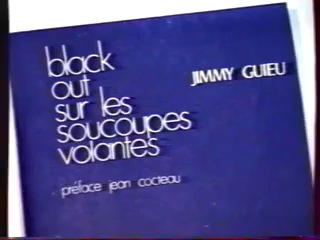 black
out
sur les
soucoupes
volantes
JIMMY GUIEU
préface jean cocteau